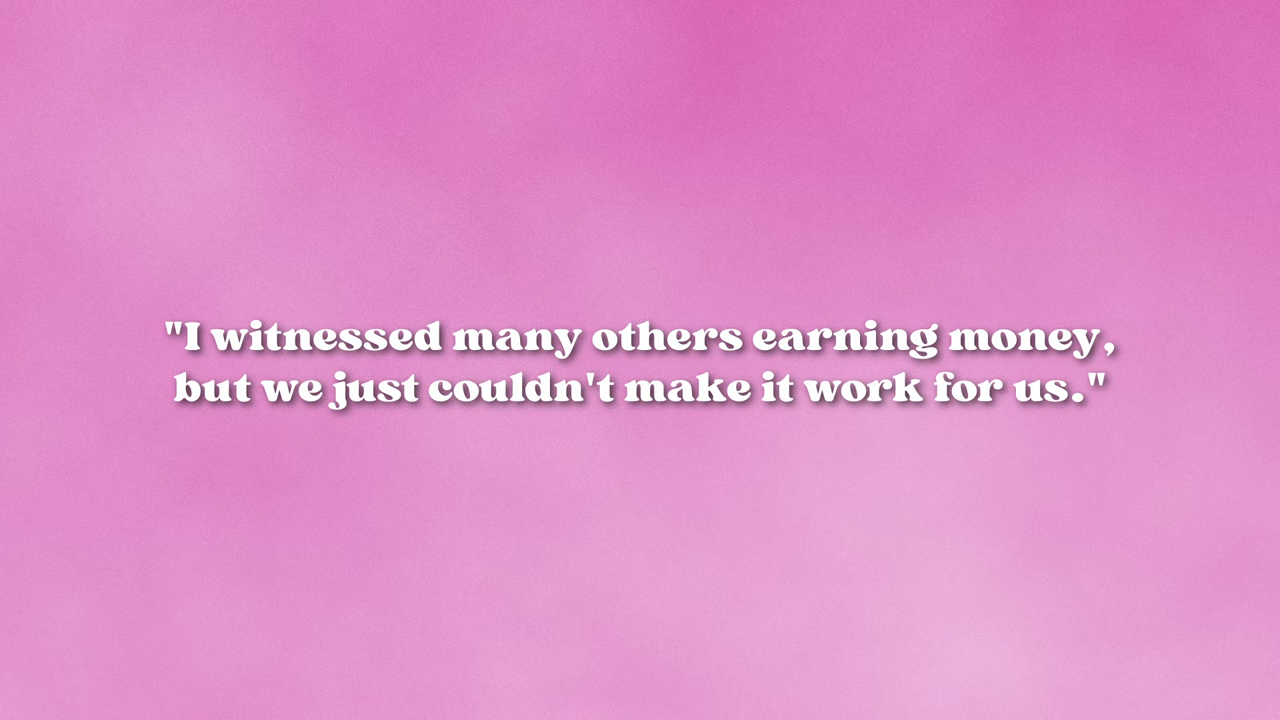 "I witnessed many others earning money,
but we just couldn't make it work for us."